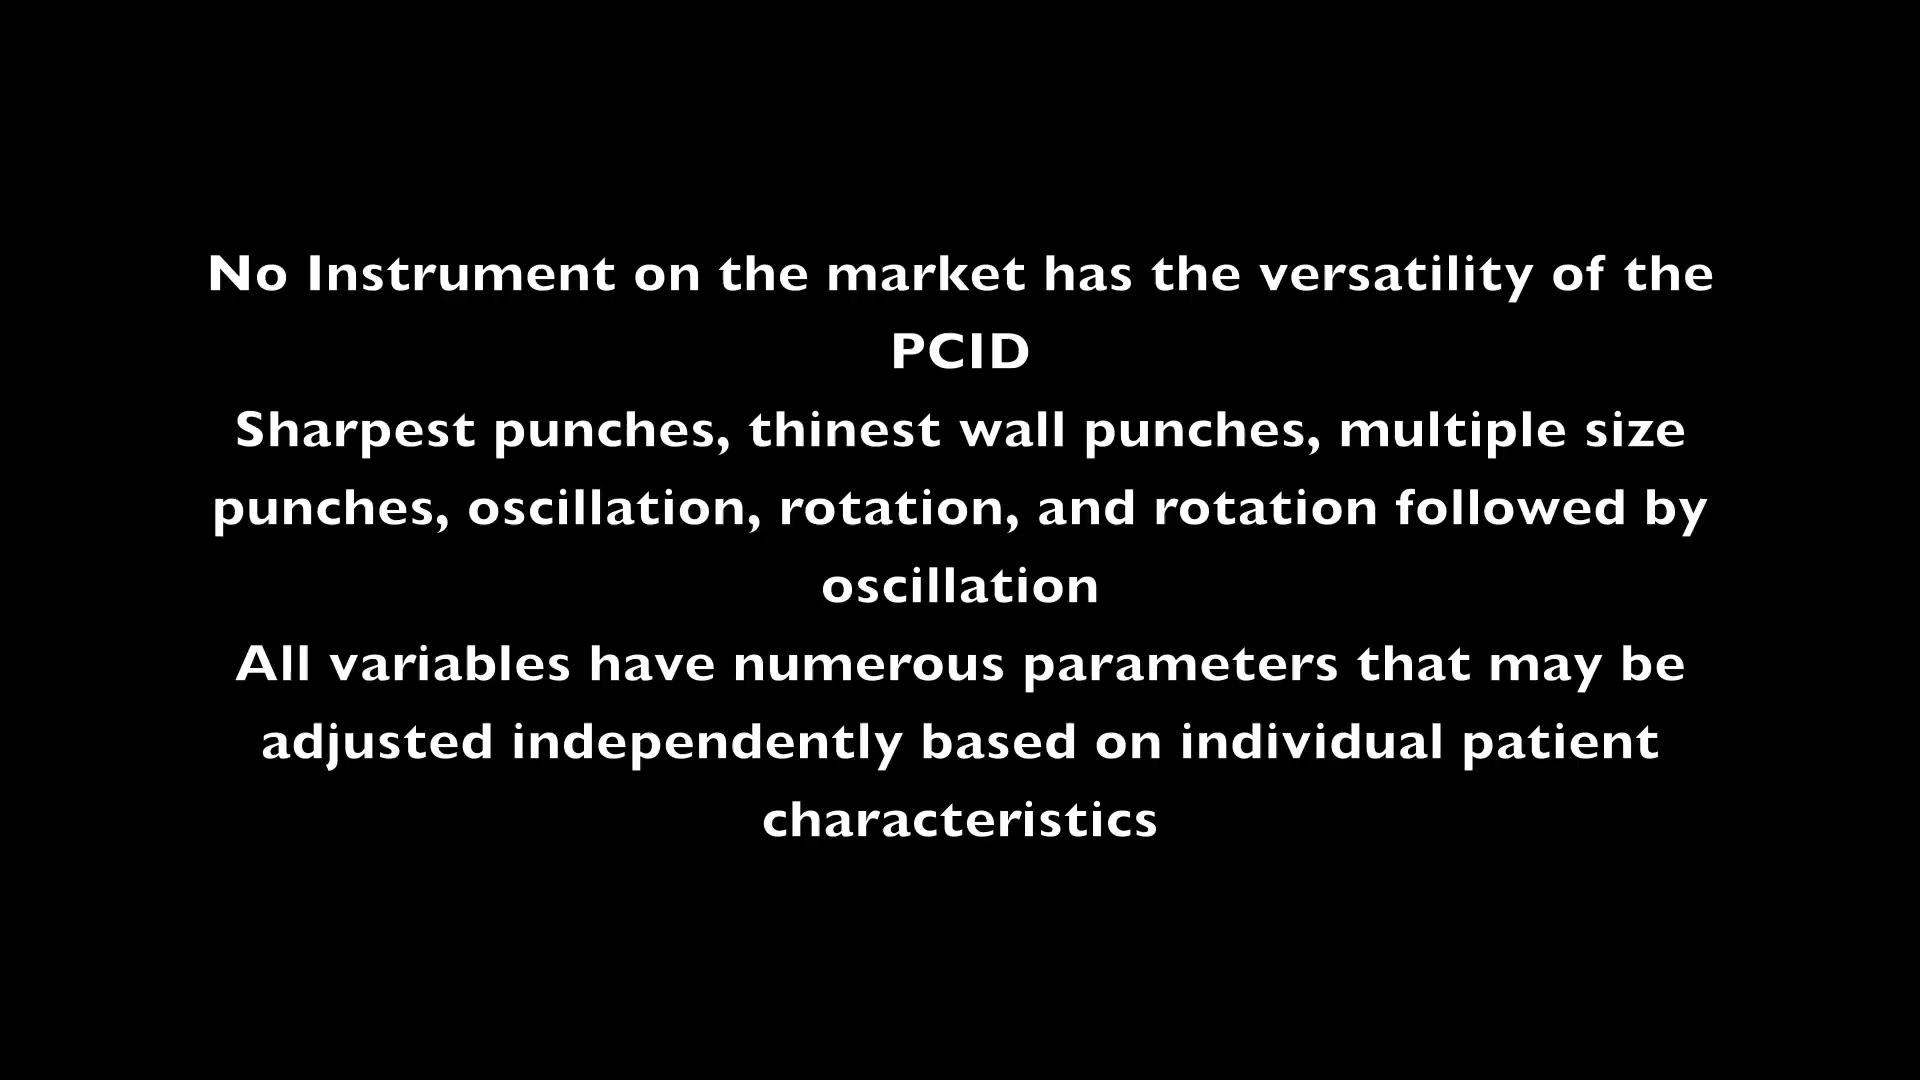 No Instrument on the market has the versatility of the
PCID
Sharpest punches, thinest wall punches, multiple size
punches, oscillation, rotation, and rotation followed by
oscillation
All variables have numerous parameters that may be
adjusted independently based on individual patient
characteristics